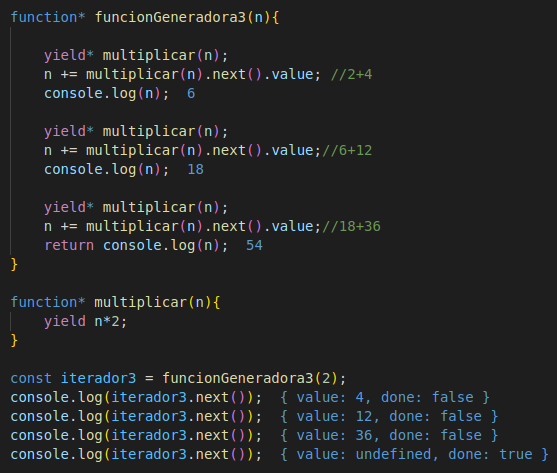 function* funcionGeneradora3(n){
yield* multiplicar(n);
n += multiplicar(n).next().value; //2+4
console.log(n);  6
yield* multiplicar(n);
n += multiplicar(n).next().value;//6+12
console.log(n);  18
yield* multiplicar(n);
n += multiplicar(n).next().value;//18+36
return console.log(n);  54
}
function* multiplicar(n){
yield n*2;
}
const iterador3 = funcionGeneradora3(2);
console.log(iterador3.next());  { value: 4, done: false }
console.log(iterador3.next());  { value: 12, done: false }
console.log(iterador3.next());  { value: 36, done: false }
console.log(iterador3.next());  { value: undefined, done: true }